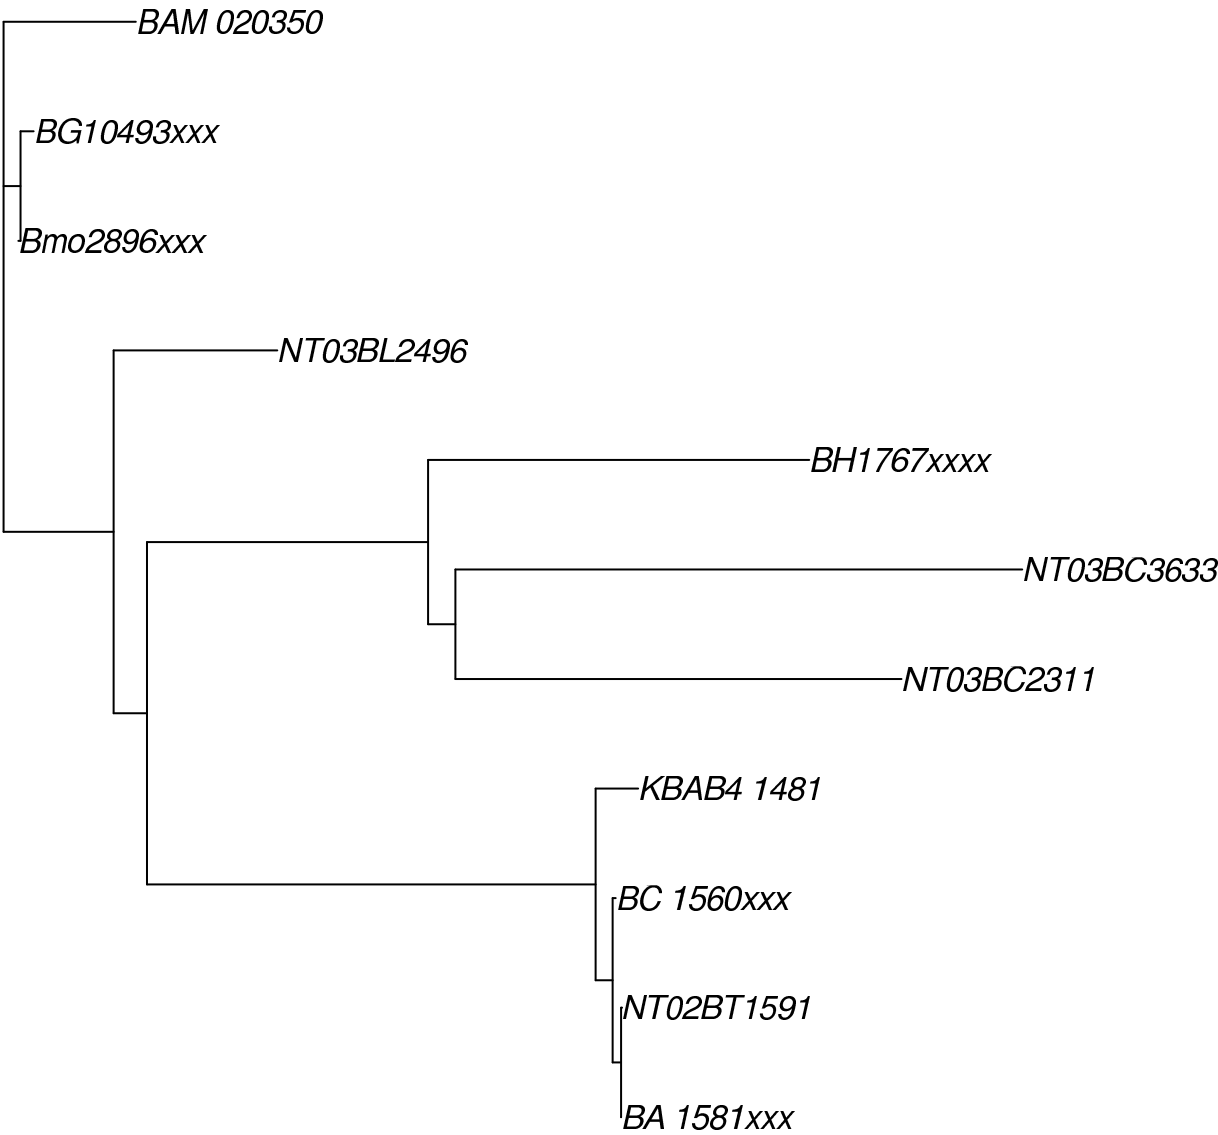 BAM 020350
BG10493xxx
Bmo2896xxx
NT03BL2496
BH1767xxxx
NT03BC3633
NT03BC2311
KBAB4 1481
BC 1560xxx
NT02BT1591
BA 1581xxx